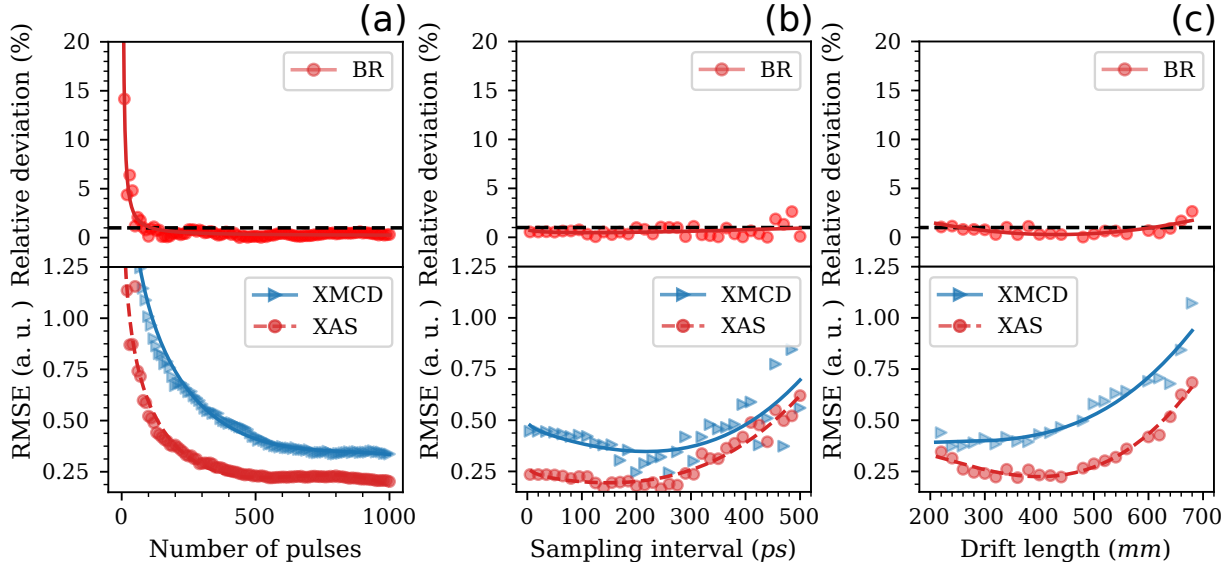 (a)
(b)
(c)
Relative deviation (%)
20
15
10
5
0
BR
Relative deviation (%)
20
15
10
5
0
BR
Relative deviation (%)
20
15
10
5
0
BR
RMSE (a. u. )
1.25
1.00
0.75
0.50
0.25
XMCD
XAS
0 500 1000
Number of pulses
RMSE (a. u. )
1.25
1.00
0.75
0.50
0.25
XMCD
XAS
0 100 200 300 400 500
Sampling interval (ps)
RMSE (a. u. )
1.25
1.00
0.75
0.50
0.25
XMCD
XAS
200 300 400 500 600 700
Drift length (mm)